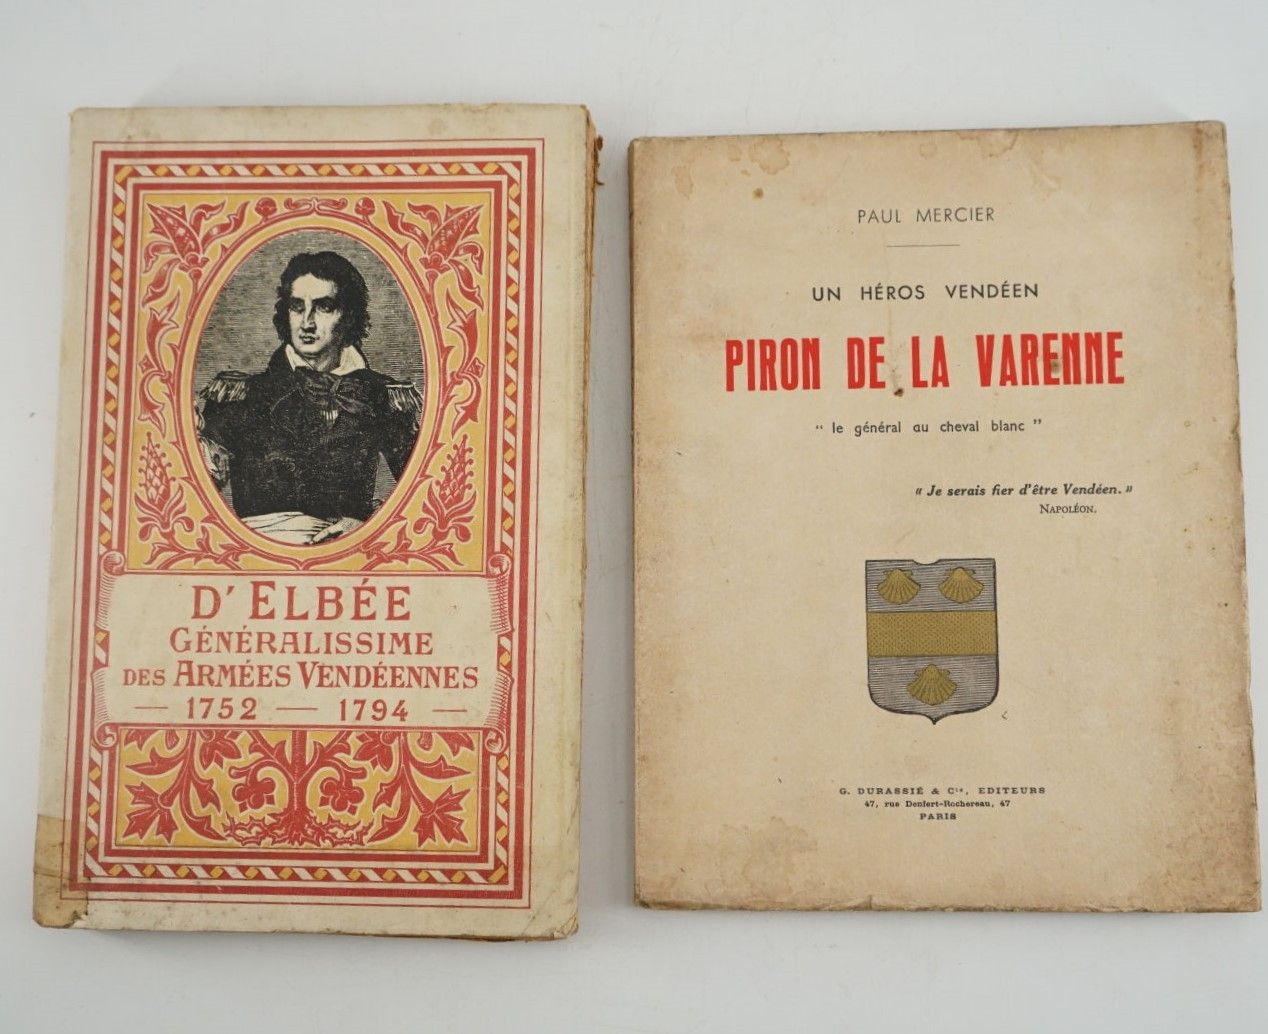 D'ELBÉE
GÉNÉRALISSIME
DES ARMÉES VENDÉENNES
— 1752 — 1794 —
PAUL MERCIER
UN HÉROS VENDÉEN
PIRON DE LA VARENNE
“ le général au cheval blanc ”
« Je serais fier d'être Vendéen. »
NAPOLÉON.
G. DURASSIÉ & Cie, EDITEURS
47, rue Denfert-Rochereau, 47
PARIS